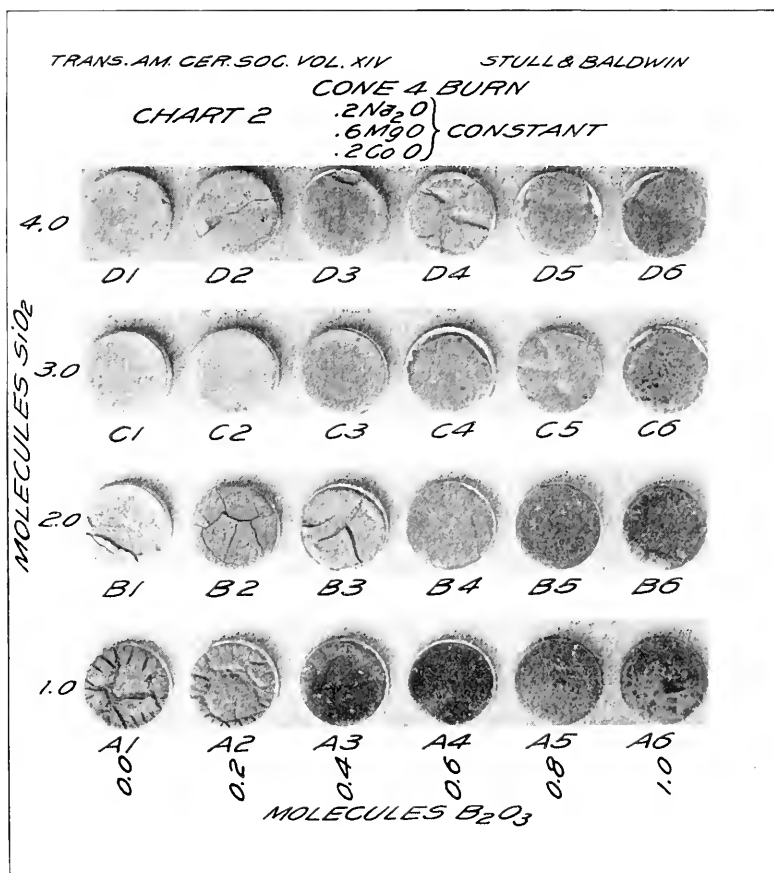 TRANS. AM. CER. SOC. VOL. XIV STULL & BALDWIN
CONE 4 BURN
CHART 2 .2Na2O
.6MgO } CONSTANT
.2CoO
4.0
D1 D2 D3 D4 D5 D6
MOLECULES SiO2
3.0
C1 C2 C3 C4 C5 C6
2.0
B1 B2 B3 B4 B5 B6
1.0
A1 A2 A3 A4 A5 A6
0.0 0.2 0.4 0.6 0.8 1.0
MOLECULES B2O3